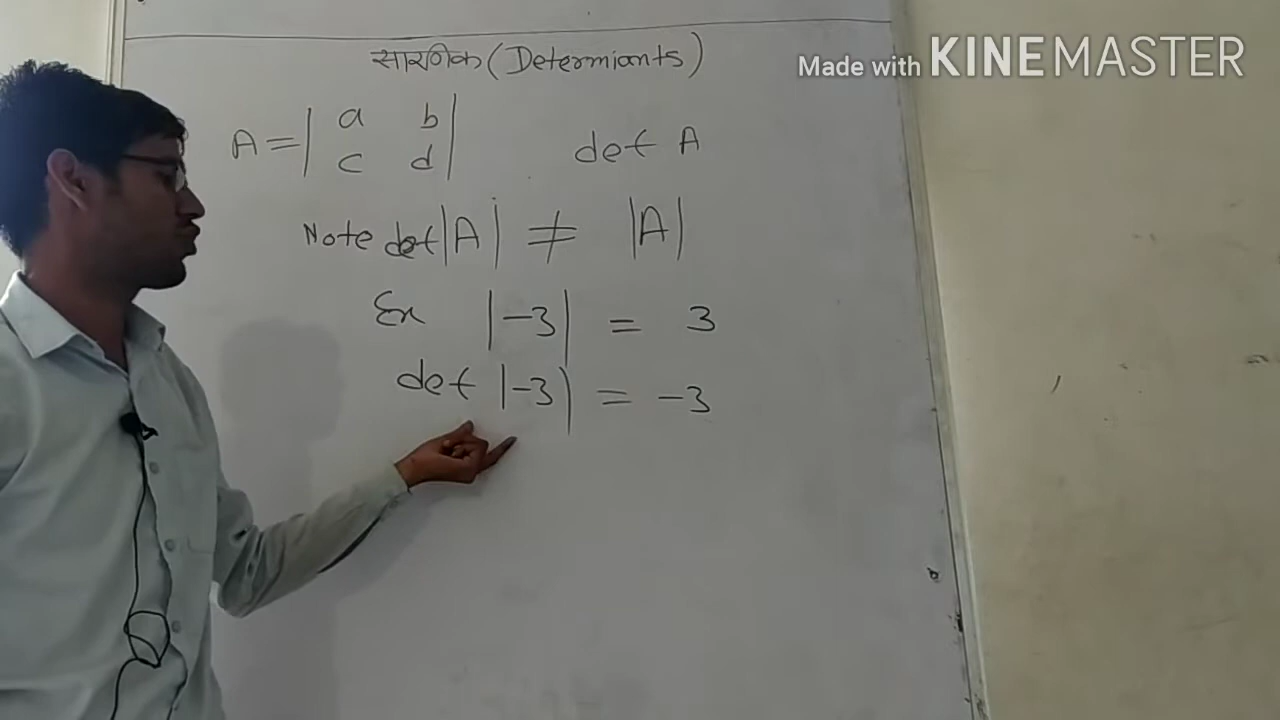 सारणिक (Determiants)
Made with KINEMASTER
A = | a b |
| c d |
det A
Note det |A| ≠ |A|
Ex |-3| = 3
det |-3| = -3